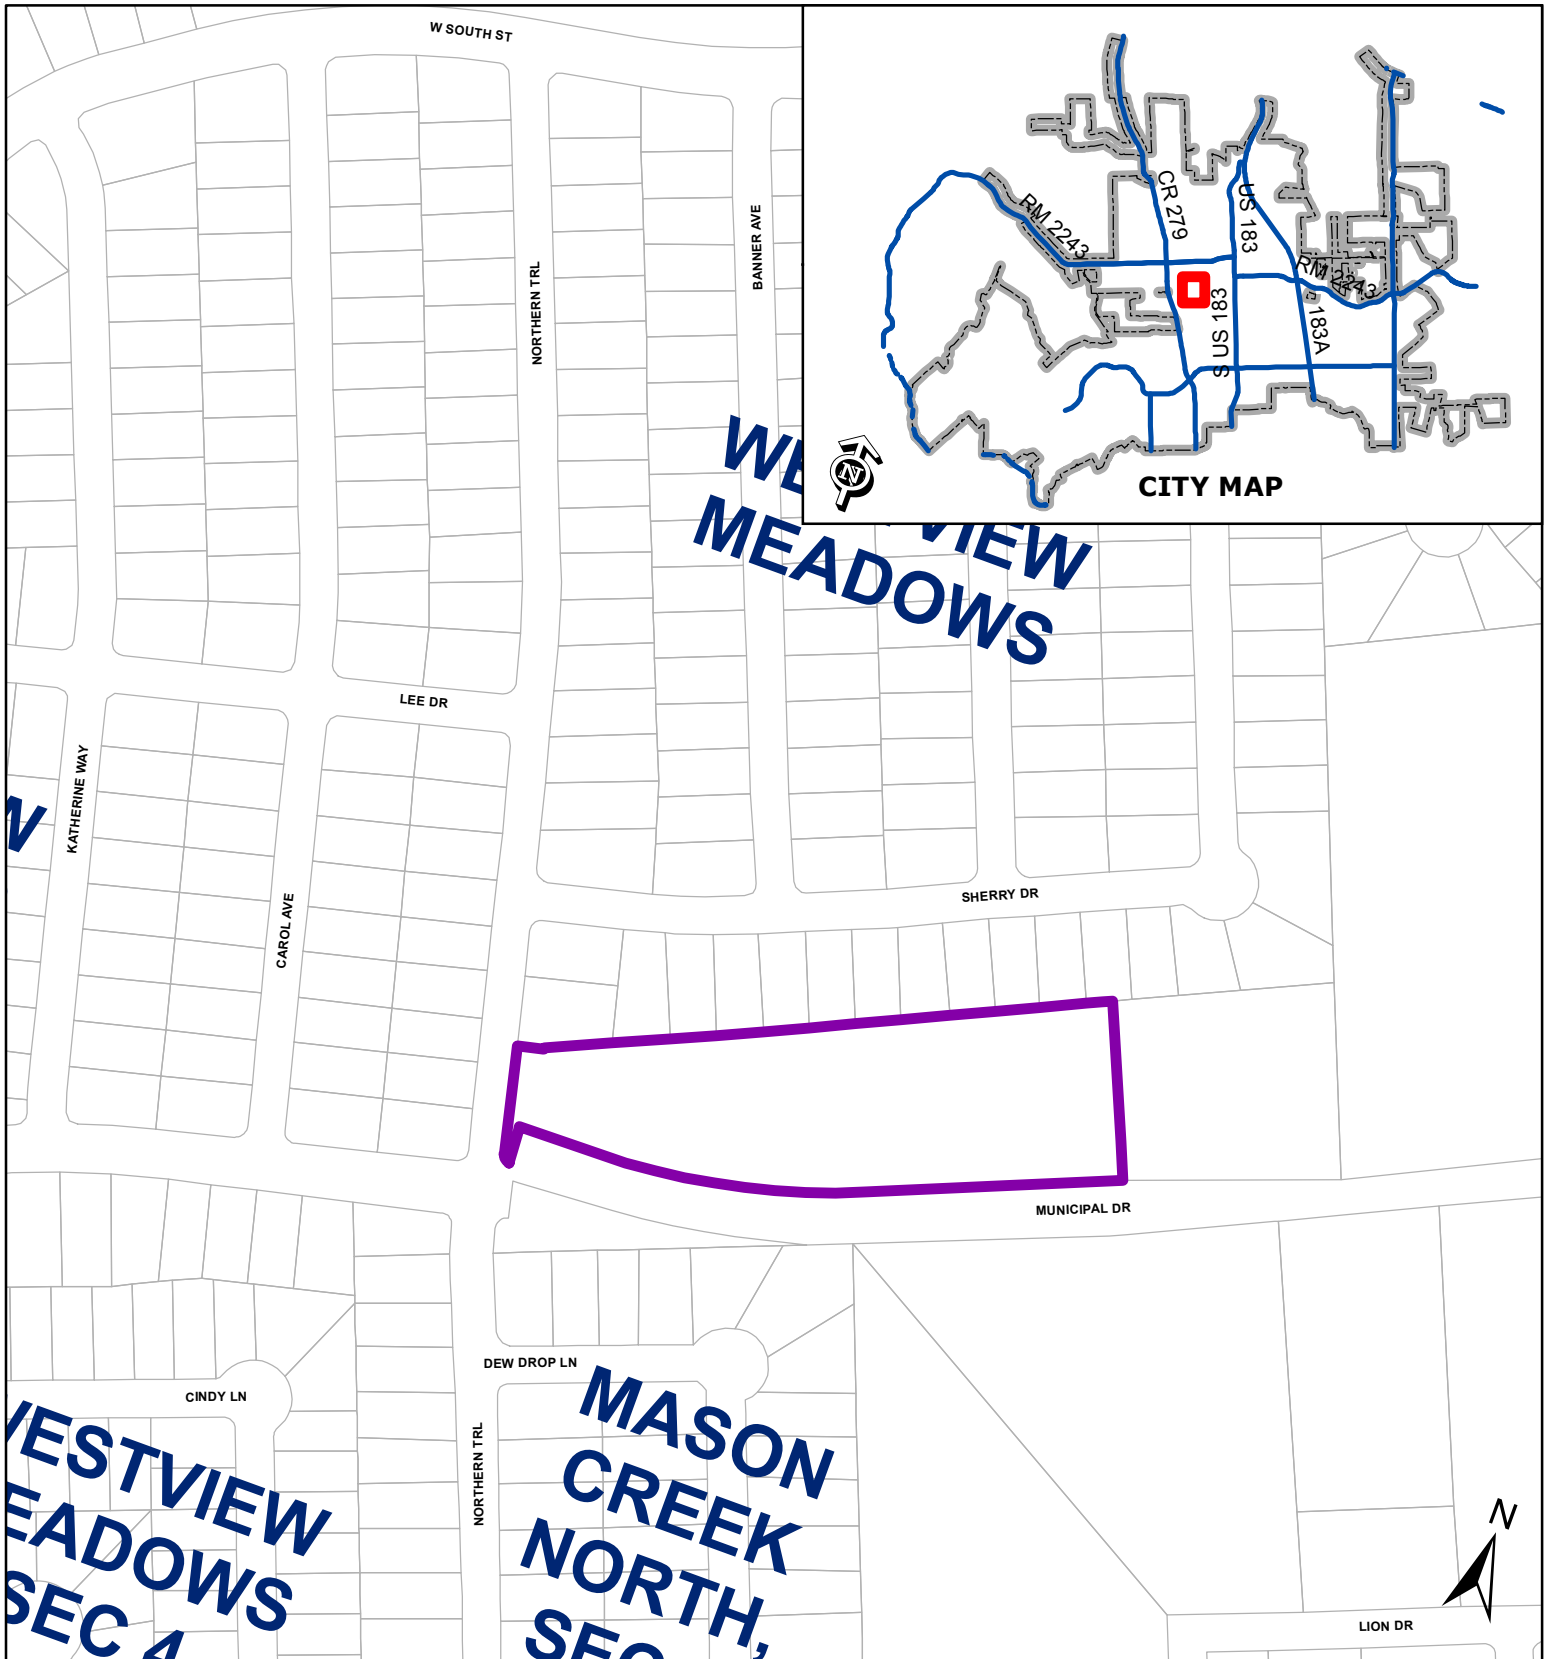 W SOUTH ST
CR 279
US 183
RM 2243
RM 2243
S US 183
183A
N
CITY MAP
BANNER AVE
NORTHERN TRL
MEADOWS
LEE DR
KATHERINE WAY
CAROL AVE
SHERRY DR
MUNICIPAL DR
DEW DROP LN
CINDY LN
NORTHERN TRL
MASON
CREEK
NORTH,
SEC
VESTVIEW
EADOWS
SEC 4
N
LION DR